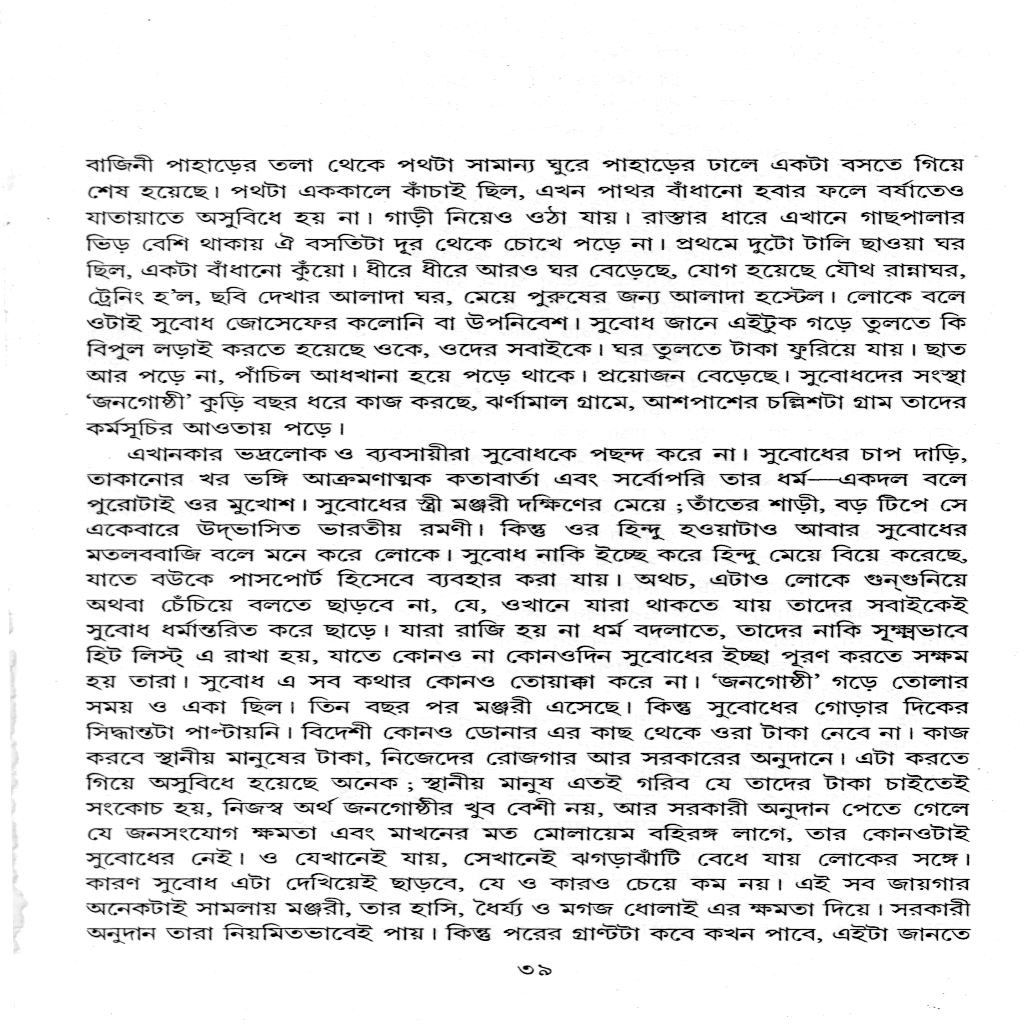 বাজিনী পাহাড়ের তলা থেকে পথটা সামান্য ঘুরে পাহাড়ের ঢালে একটা বসতে গিয়ে
শেষ হয়েছে। পথটা এককালে কাঁচাই ছিল, এখন পাথর বাঁধানো হবার ফলে বর্ষাতেও
যাতায়াতে অসুবিধে হয় না। গাড়ী নিয়েও ওঠা যায়। রাস্তার ধারে এখানে গাছপালার
ভিড় বেশি থাকায় ঐ বসতিটা দূর থেকে চোখে পড়ে না। প্রথমে দুটো টালি ছাওয়া ঘর
ছিল, একটা বাঁধানো কুঁয়ো। ধীরে ধীরে আরও ঘর বেড়েছে, যোগ হয়েছে যৌথ রান্নাঘর,
ট্রেনিং হ'ল, ছবি দেখার আলাদা ঘর, মেয়ে পুরুষের জন্য আলাদা হস্টেল। লোকে বলে
ওটাই সুবোধ জোসেফের কলোনি বা উপনিবেশ। সুবোধ জানে এইটুক গড়ে তুলতে কি
বিপুল লড়াই করতে হয়েছে ওকে, ওদের সবাইকে। ঘর তুলতে টাকা ফুরিয়ে যায়। ছাত
আর পড়ে না, পাঁচিল আধখানা হয়ে পড়ে থাকে। প্রয়োজন বেড়েছে। সুবোধদের সংস্থা
‘জনগোষ্ঠী’ কুড়ি বছর ধরে কাজ করছে, ঝর্ণামাল গ্রামে, আশপাশের চল্লিশটা গ্রাম তাদের
কর্মসূচির আওতায় পড়ে।
এখানকার ভদ্রলোক ও ব্যবসায়ীরা সুবোধকে পছন্দ করে না। সুবোধের চাপ দাড়ি,
তাকানোর খর ভঙ্গি আক্রমণাত্মক কতাবার্তা এবং সর্বোপরি তার ধর্ম—একদল বলে
পুরোটাই ওর মুখোশ। সুবোধের স্ত্রী মঞ্জরী দক্ষিণের মেয়ে ; তাঁতের শাড়ী, বড় টিপে সে
একেবারে উদ্‌ভাসিত ভারতীয় রমণী। কিন্তু ওর হিন্দু হওয়াটাও আবার সুবোধের
মতলববাজি বলে মনে করে লোকে। সুবোধ নাকি ইচ্ছে করে হিন্দু মেয়ে বিয়ে করেছে,
যাতে বউকে পাসপোর্ট হিসেবে ব্যবহার করা যায়। অথচ, এটাও লোকে গুন্‌গুনিয়ে
অথবা চেঁচিয়ে বলতে ছাড়বে না, যে, ওখানে যারা থাকতে যায় তাদের সবাইকেই
সুবোধ ধর্মান্তরিত করে ছাড়ে। যারা রাজি হয় না ধর্ম বদলাতে, তাদের নাকি সূক্ষ্মভাবে
হিট লিস্ট্ এ রাখা হয়, যাতে কোনও না কোনওদিন সুবোধের ইচ্ছা পূরণ করতে সক্ষম
হয় তারা। সুবোধ এ সব কথার কোনও তোয়াক্কা করে না। ‘জনগোষ্ঠী’ গড়ে তোলার
সময় ও একা ছিল। তিন বছর পর মঞ্জরী এসেছে। কিন্তু সুবোধের গোড়ার দিকের
সিদ্ধান্তটা পাণ্টায়নি। বিদেশী কোনও ডোনার এর কাছ থেকে ওরা টাকা নেবে না। কাজ
করবে স্থানীয় মানুষের টাকা, নিজেদের রোজগার আর সরকারের অনুদানে। এটা করতে
গিয়ে অসুবিধে হয়েছে অনেক ; স্থানীয় মানুষ এতই গরিব যে তাদের টাকা চাইতেই
সংকোচ হয়, নিজস্ব অর্থ জনগোষ্ঠীর খুব বেশী নয়, আর সরকারী অনুদান পেতে গেলে
যে জনসংযোগ ক্ষমতা এবং মাখনের মত মোলায়েম বহিরঙ্গ লাগে, তার কোনওটাই
সুবোধের নেই। ও যেখানেই যায়, সেখানেই ঝগড়াঝাঁটি বেধে যায় লোকের সঙ্গে।
কারণ সুবোধ এটা দেখিয়েই ছাড়বে, যে ও কারও চেয়ে কম নয়। এই সব জায়গার
অনেকটাই সামলায় মঞ্জরী, তার হাসি, ধৈর্য্য ও মগজ ধোলাই এর ক্ষমতা দিয়ে। সরকারী
অনুদান তারা নিয়মিতভাবেই পায়। কিন্তু পরের গ্রাণ্টটা কবে কখন পাবে, এইটা জানতে
৩৯